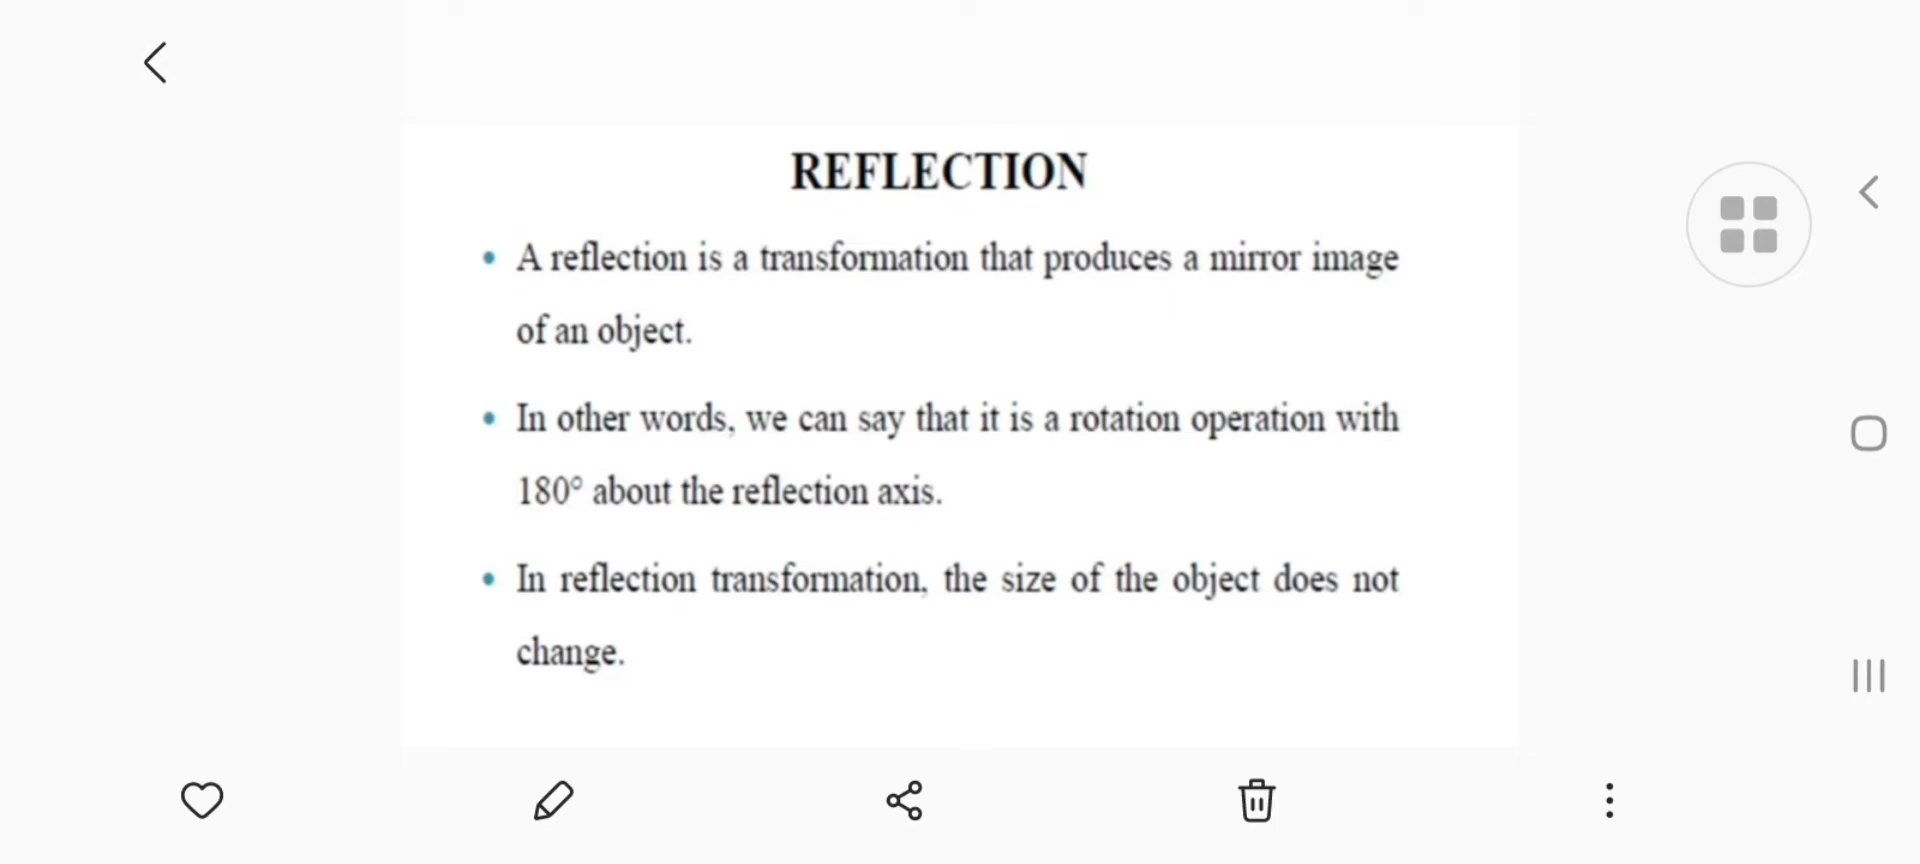 REFLECTION
• A reflection is a transformation that produces a mirror image
of an object.
• In other words, we can say that it is a rotation operation with
180° about the reflection axis.
• In reflection transformation, the size of the object does not
change.